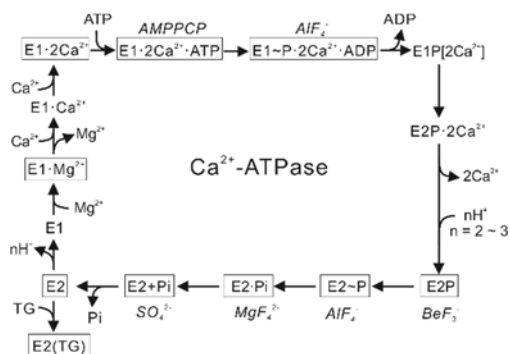 ATP
AMPPCP
AlF₄⁻
ADP
E1·2Ca²⁺
E1·2Ca²⁺·ATP
E1~P·2Ca²⁺·ADP
E1P[2Ca²⁺]
Ca²⁺
E1·Ca²⁺
Ca²⁺
Mg²⁺
E2P·2Ca²⁺
E1·Mg²⁺
Ca²⁺-ATPase
2Ca²⁺
Mg²⁺
nH⁺
E1
n = 2 ~ 3
nH⁺
E2
E2+Pi
E2·Pi
E2~P
E2P
TG
Pi
SO₄²⁻
MgF₄²⁻
AlF₄⁻
BeF₃⁻
E2(TG)